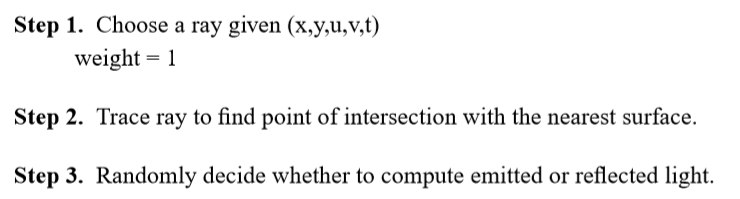 Step 1. Choose a ray given (x,y,u,v,t)
weight = 1
Step 2. Trace ray to find point of intersection with the nearest surface.
Step 3. Randomly decide whether to compute emitted or reflected light.